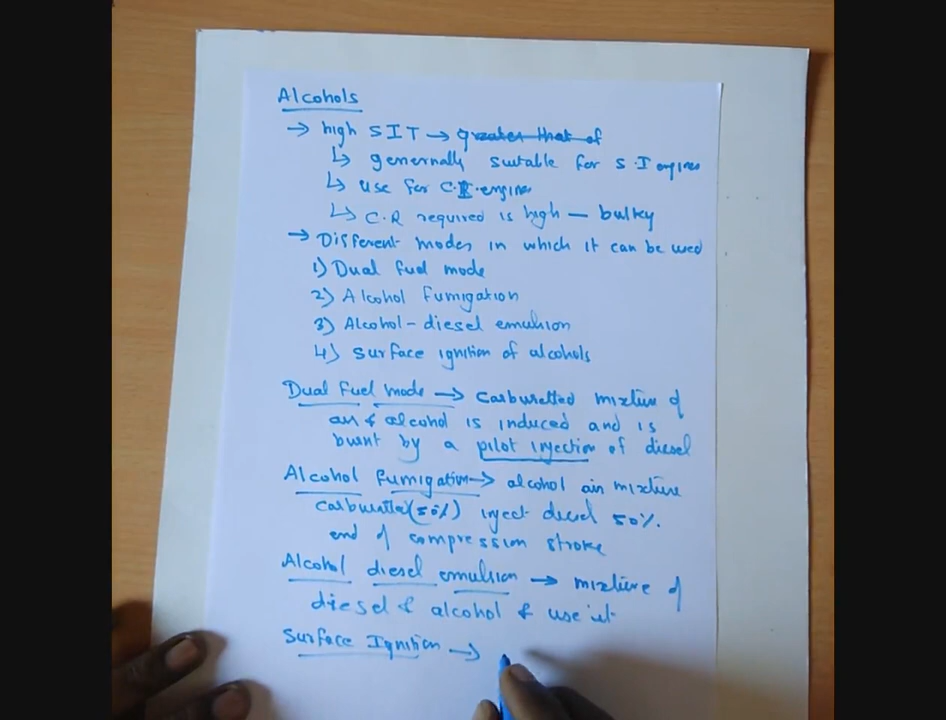 Alcohols
→ high SIT → greater that of
↳ genernally suitable for S.I engines
↳ use for C.I. engines
↳ C.R required is high — bulky
→ Different modes in which it can be used
1) Dual fuel mode
2) Alcohol fumigation
3) Alcohol-diesel emulsion
4) surface ignition of alcohols
Dual fuel mode → carburetted mixture of
air & alcohol is induced and is
burnt by a pilot injection of diesel
Alcohol fumigation → alcohol air mixture
(50%) inject diesel 50%.
end of compression stroke
Alcohol diesel emulsion → mixture of
diesel & alcohol & use it
Surface Ignition →